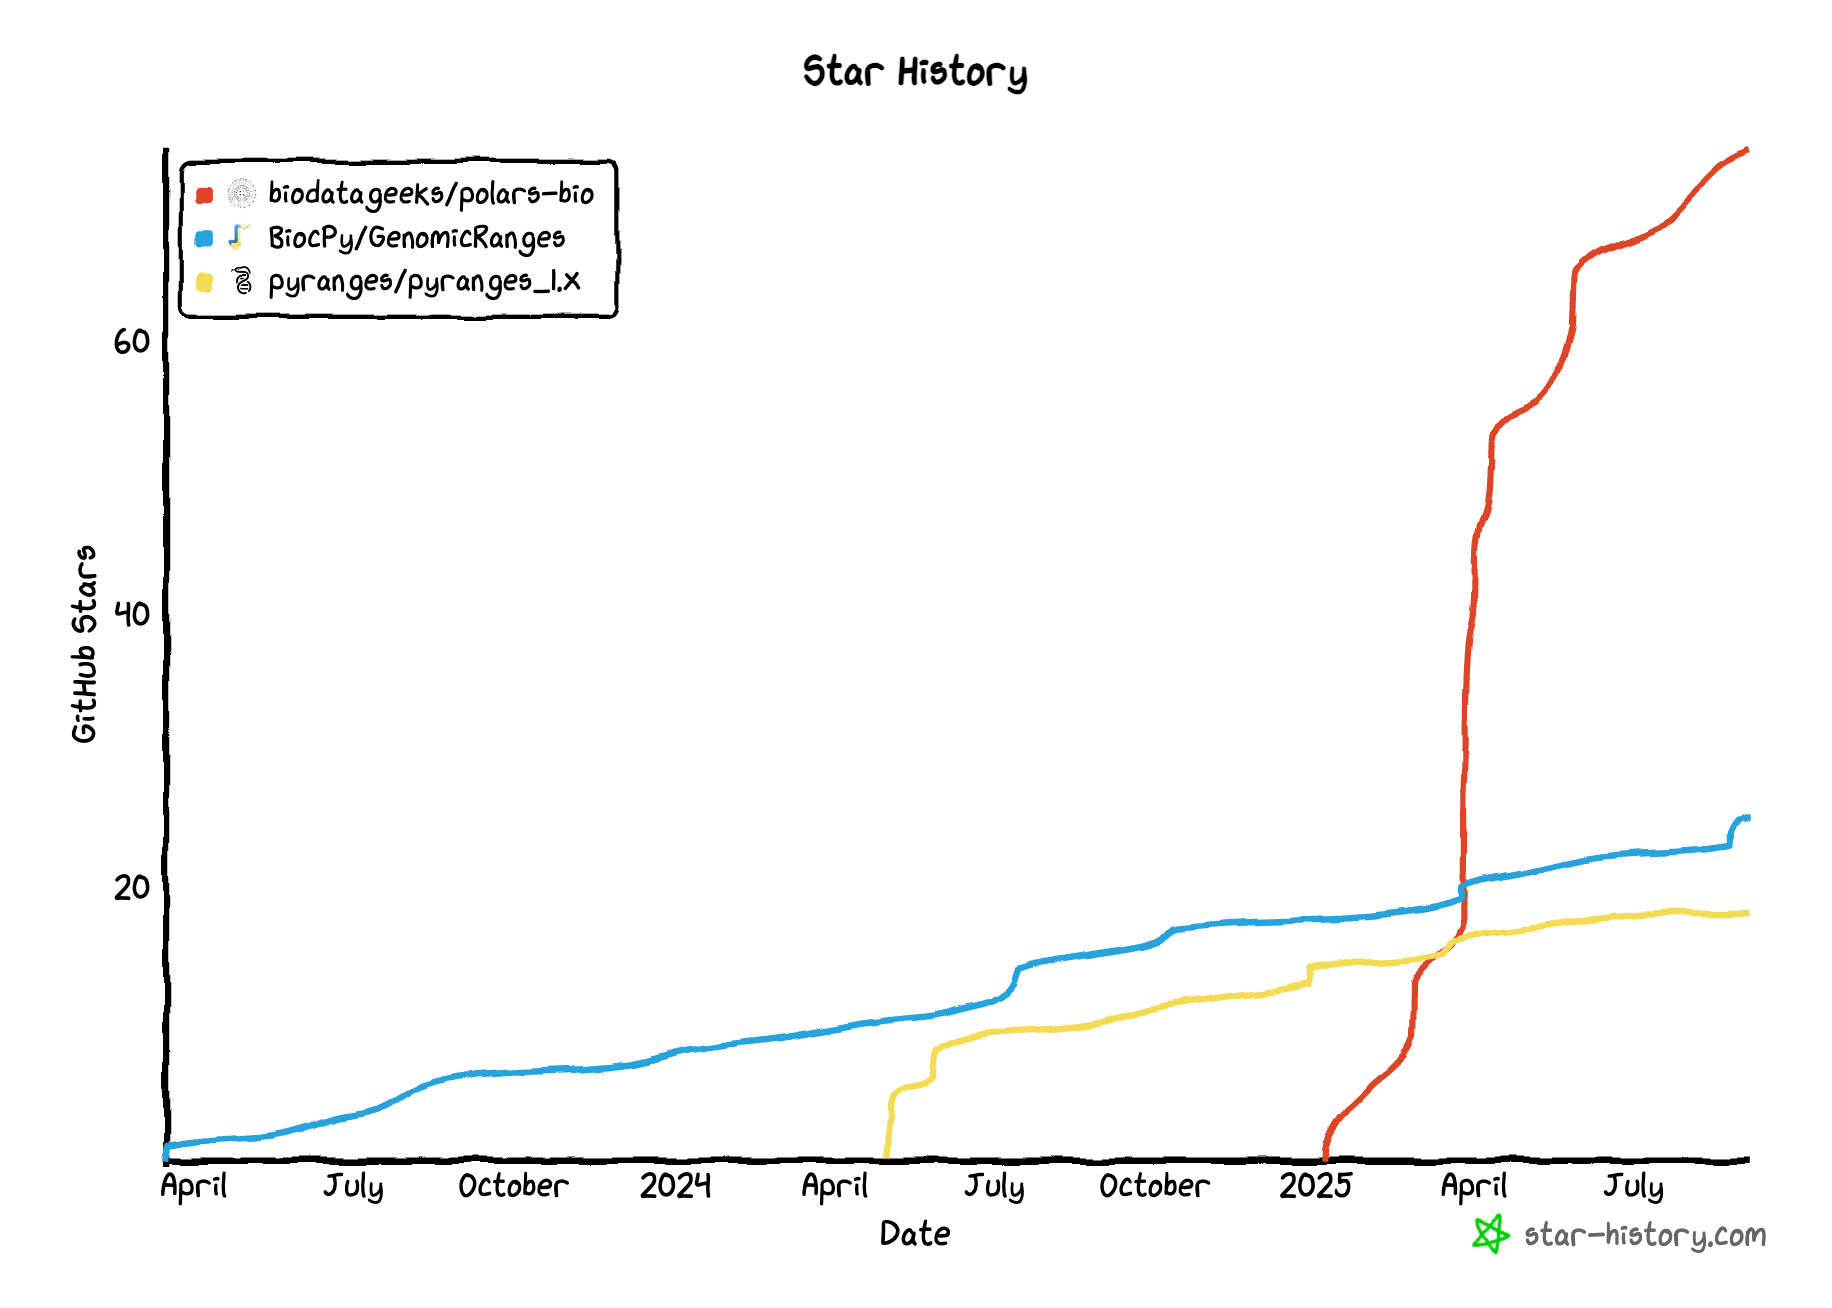 Star History
biodatageeks/polars-bio
BiocPy/GenomicRanges
pyranges/pyranges_1.x
60
40
20
GitHub Stars
April July October 2024 April July October 2025 April July
Date
star-history.com